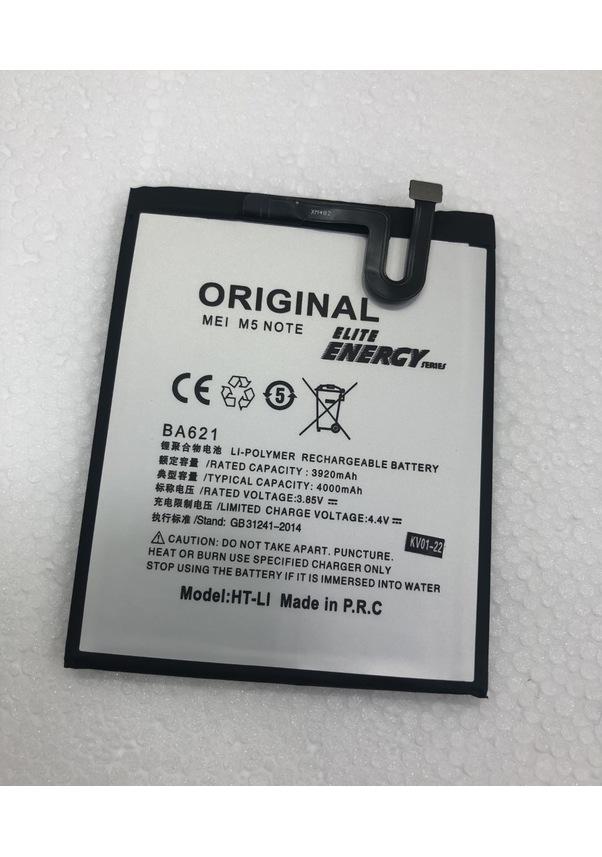 XM482
ORIGINAL
MEI M5 NOTE
ELITE
ENERGY SERIES
CE
5
BA621
锂聚合物电池 LI-POLYMER RECHARGEABLE BATTERY
额定容量/RATED CAPACITY:3920mAh
典型容量/TYPICAL CAPACITY:4000mAh
标称电压/RATED VOLTAGE:3.85V
充电限制电压/LIMITED CHARGE VOLTAGE:4.4V
执行标准/Stand: GB31241-2014
KV01-22
CAUTION: DO NOT TAKE APART. PUNCTURE.
HEAT OR BURN USE SPECIFIED CHARGER ONLY
STOP USING THE BATTERY IF IT IS IMMERSED INTO WATER
Model:HT-LI Made in P.R.C